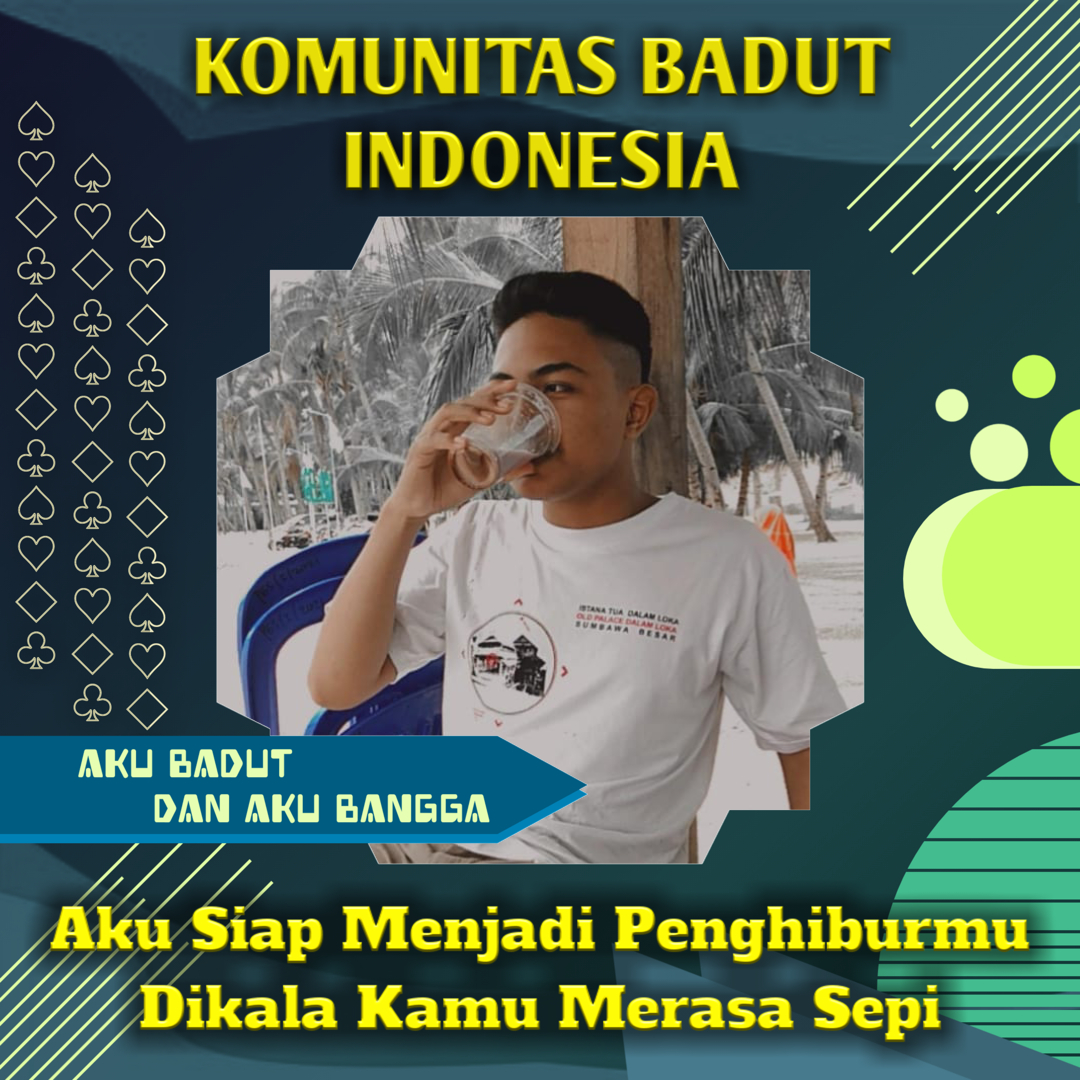 KOMUNITAS BADUT
INDONESIA
ISTANA TUA DALAM LOKA
OLD PALACE DALAM LOKA
SUMBAWA BESAR
AKU BADUT
DAN AKU BANGGA
Aku Siap Menjadi Penghiburmu
Dikala Kamu Merasa Sepi